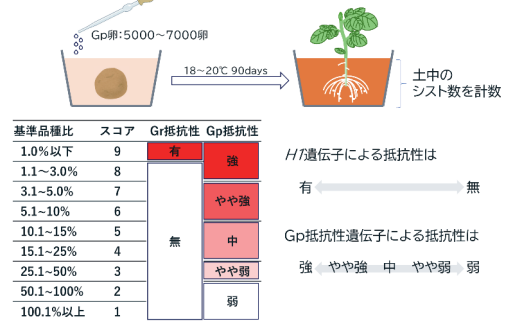 Gp卵:5000～7000卵
18～20℃ 90days
土中の
シスト数を計数
基準品種比 スコア Gr抵抗性 Gp抵抗性
1.0%以下 9 有 強
1.1～3.0% 8
3.1～5.0% 7 やや強
5.1～10% 6
10.1～15% 5 無 中
15.1～25% 4
25.1～50% 3 やや弱
50.1～100% 2 弱
100.1%以上 1
H1遺伝子による抵抗性は
有 無
Gp抵抗性遺伝子による抵抗性は
強 やや強 中 やや弱 弱